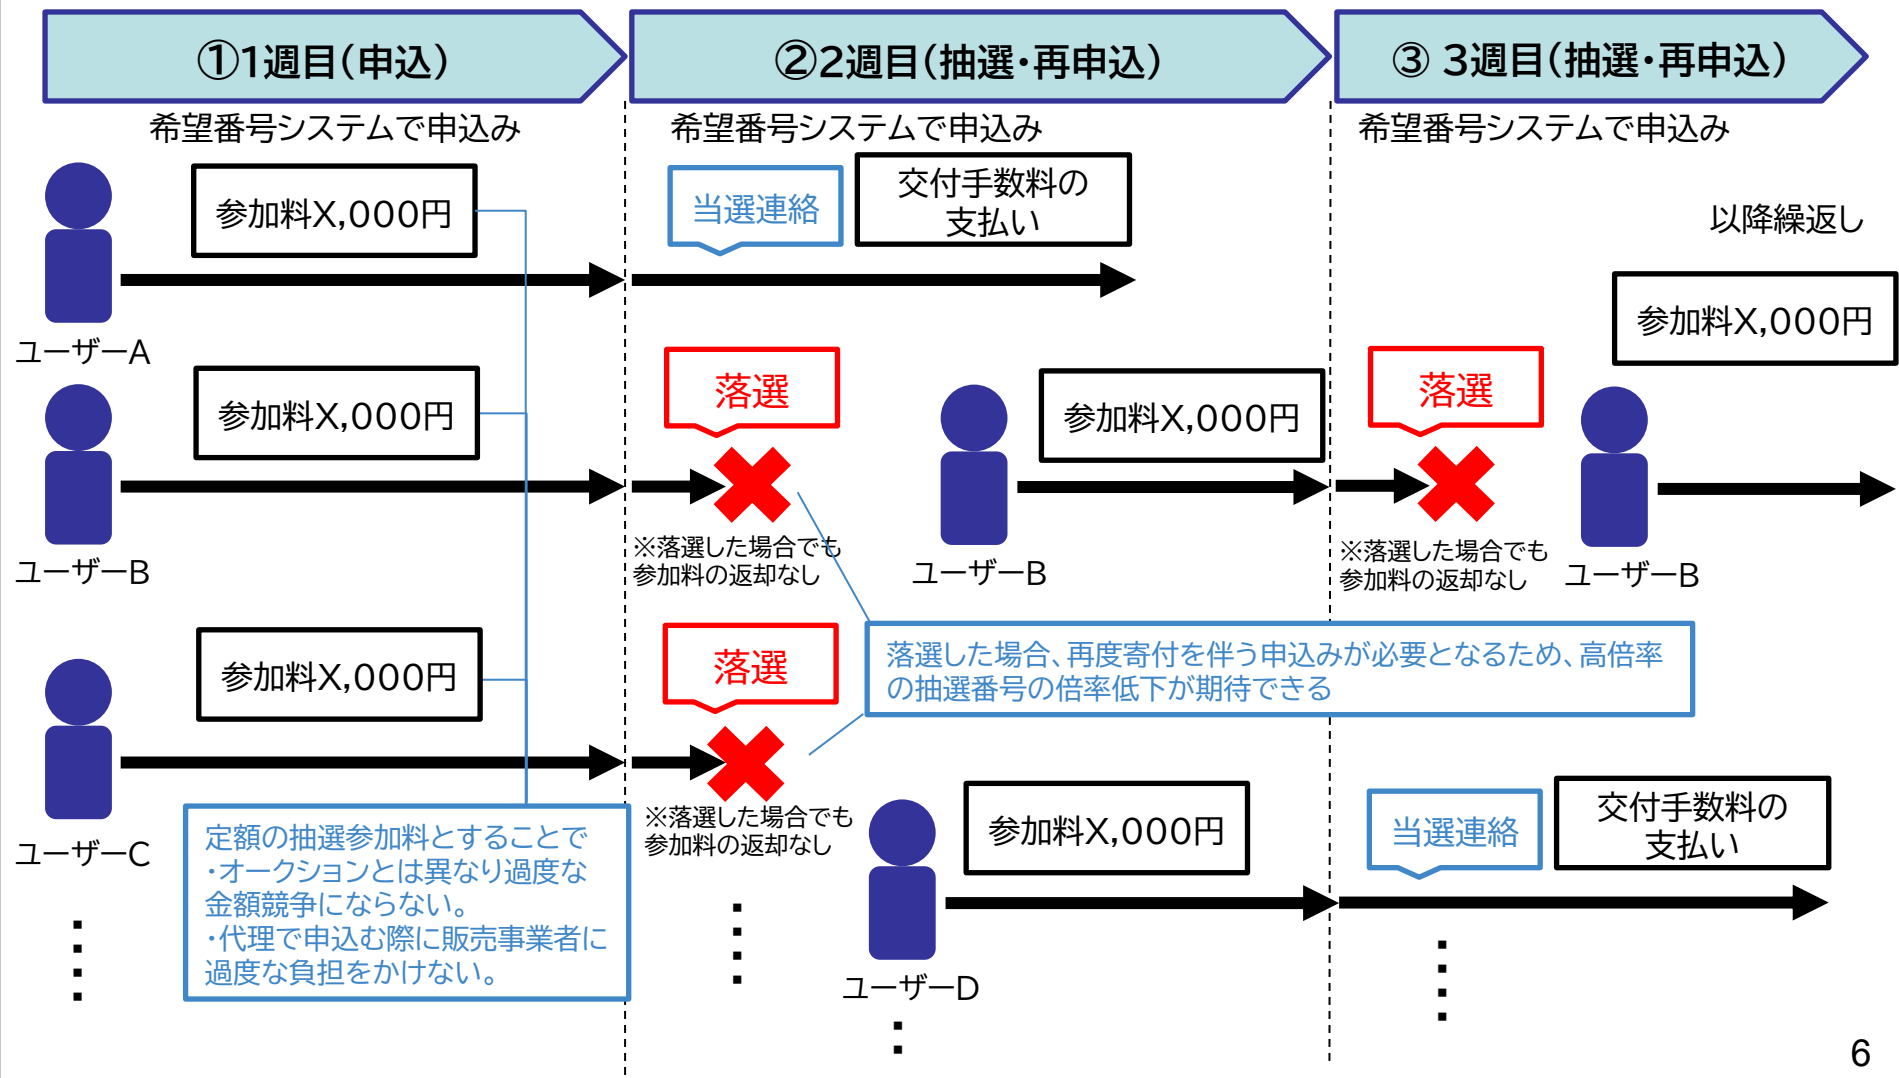 ①1週目(申込)
②2週目(抽選・再申込)
③ 3週目(抽選・再申込)
希望番号システムで申込み
希望番号システムで申込み
希望番号システムで申込み
参加料X,000円
当選連絡
交付手数料の
支払い
以降繰返し
ユーザーA
参加料X,000円
参加料X,000円
落選
参加料X,000円
落選
※落選した場合でも
参加料の返却なし
※落選した場合でも
参加料の返却なし
ユーザーB
ユーザーB
ユーザーB
参加料X,000円
落選
落選した場合、再度寄付を伴う申込みが必要となるため、高倍率
の抽選番号の倍率低下が期待できる
※落選した場合でも
参加料の返却なし
ユーザーC
定額の抽選参加料とすることで
・オークションとは異なり過度な
金額競争にならない。
・代理で申込む際に販売事業者に
過度な負担をかけない。
参加料X,000円
当選連絡
交付手数料の
支払い
ユーザーD
6